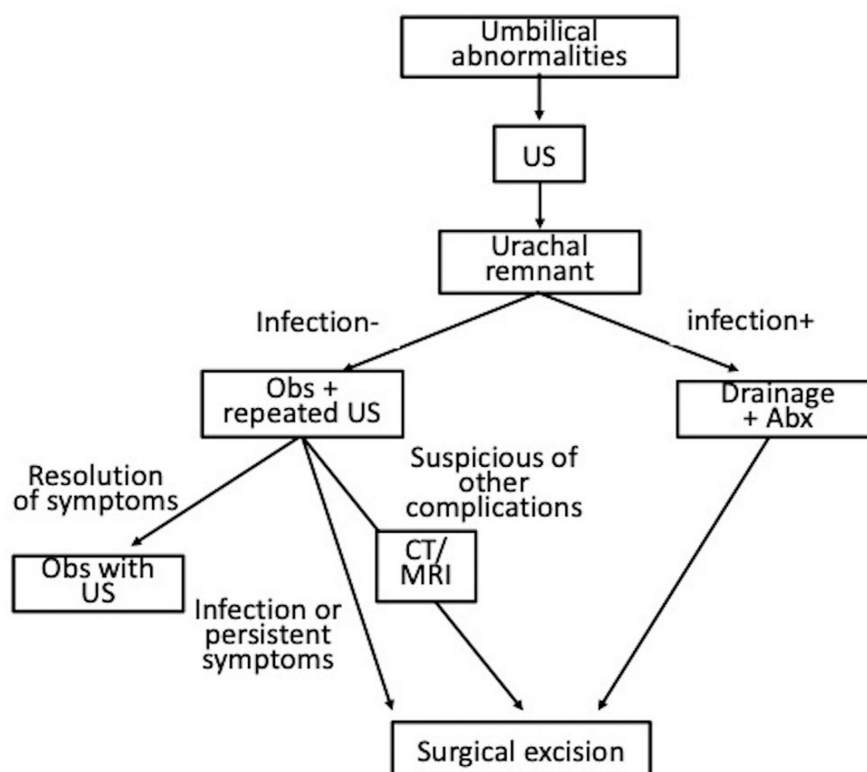 Umbilical
abnormalities
US
Urachal
remnant
Infection-
infection+
Obs +
repeated US
Drainage
+ Abx
Resolution
of symptoms
Suspicious of
other
complications
CT/
MRI
Obs with
US
Infection or
persistent
symptoms
Surgical excision